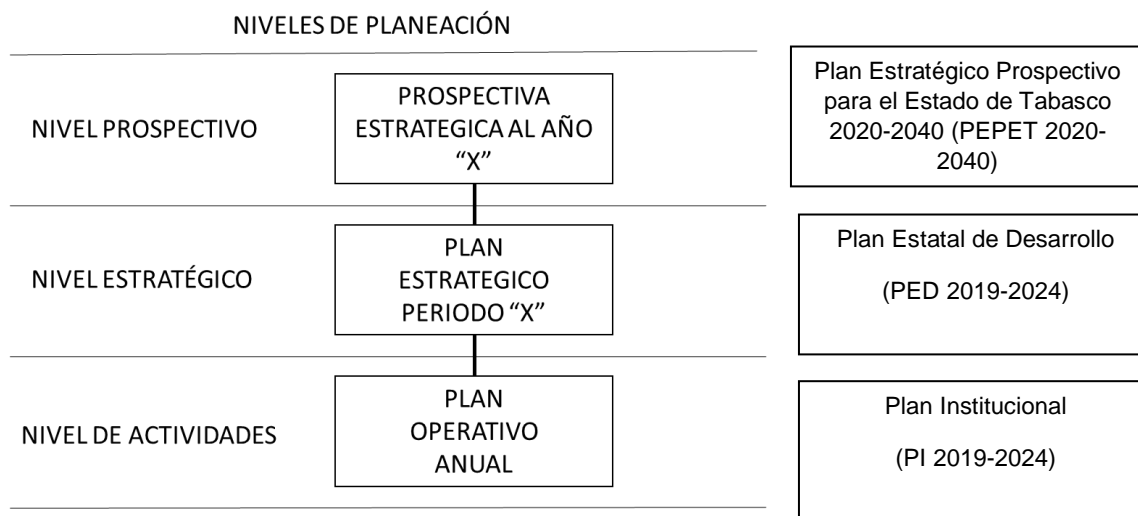 NIVELES DE PLANEACIÓN
NIVEL PROSPECTIVO
PROSPECTIVA
ESTRATEGICA AL AÑO
“X”
Plan Estratégico Prospectivo
para el Estado de Tabasco
2020-2040 (PEPET 2020-
2040)
NIVEL ESTRATÉGICO
PLAN
ESTRATEGICO
PERIODO “X”
Plan Estatal de Desarrollo
(PED 2019-2024)
NIVEL DE ACTIVIDADES
PLAN
OPERATIVO
ANUAL
Plan Institucional
(PI 2019-2024)